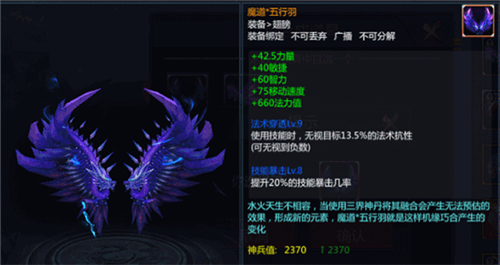 魔道*五行羽
装备>翅膀
装备绑定 不可丢弃 广播 不可分解
+42.5力量
+40敏捷
+60智力
+75移动速度
+660法力值
法术穿透Lv.9
使用技能时，无视目标13.5%的法术抗性
(可无视到负数)
技能暴击Lv.8
提升20%的技能暴击几率
水火天生不相容，当使用三界神丹将其融合会产生无法预估的
效果，形成新的元素，魔道*五行羽就是这样机缘巧合产生的
变化
神兵值: 2370 ↑2370